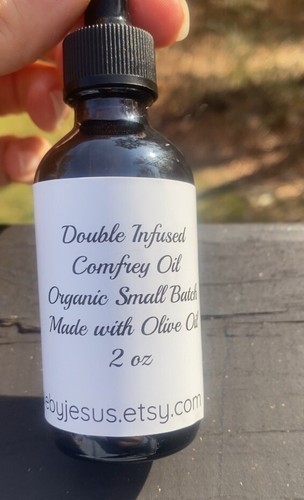 Double Infused
Comfrey Oil
Organic Small Batch
Made with Olive Oil
2 oz
ebyjesus.etsy.com